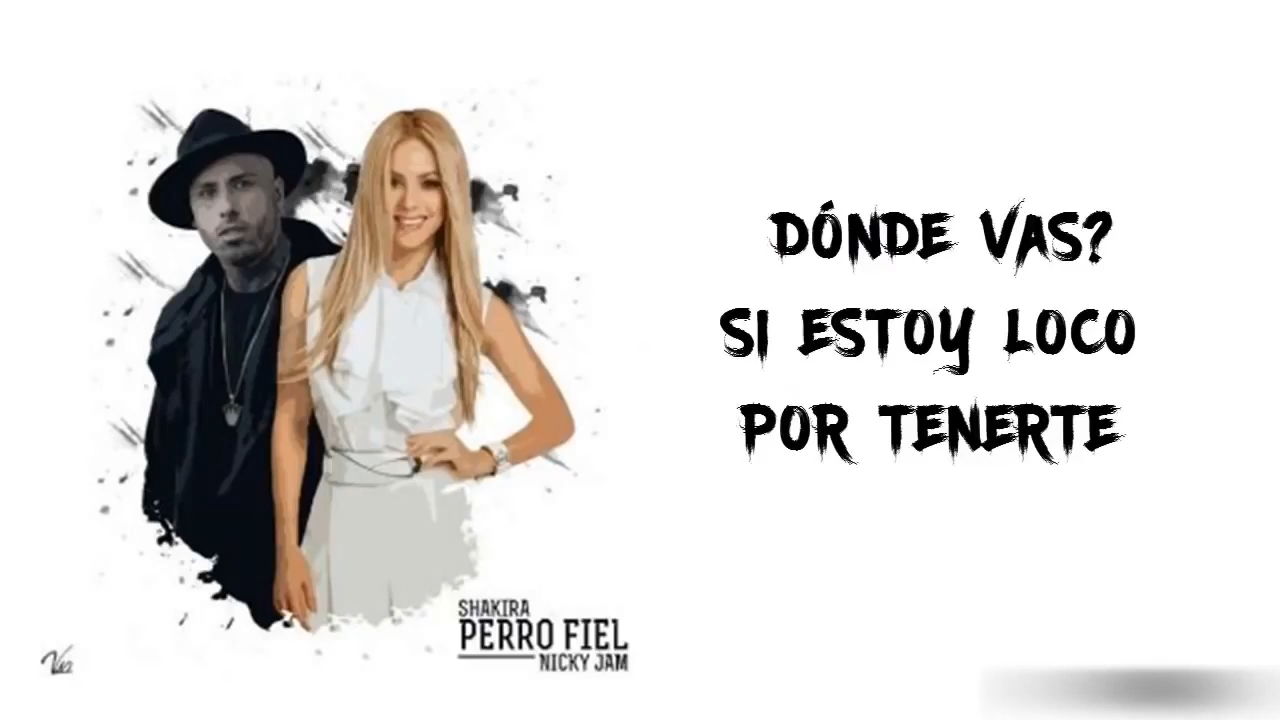 DÓNDE VAS?
SI ESTOY LOCO
POR TENERTE
SHAKIRA
PERRO FIEL
NICKY JAM